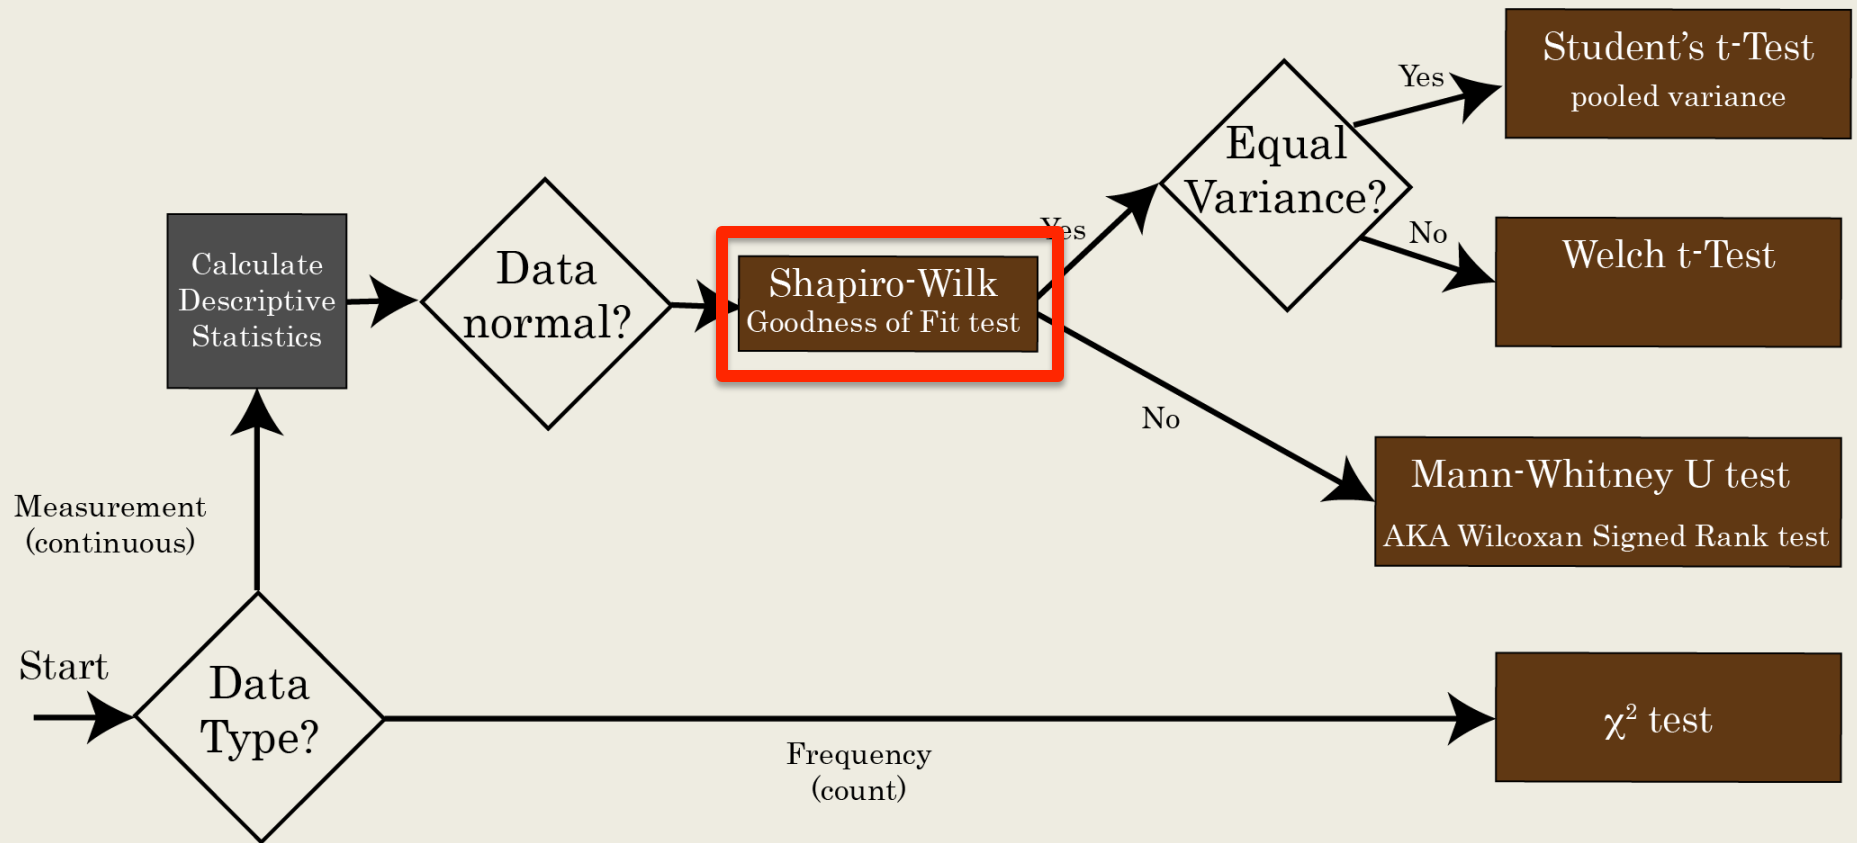 Start
Data
Type?
Measurement
(continuous)
Calculate
Descriptive
Statistics
Data
normal?
Shapiro-Wilk
Goodness of Fit test
Yes
Equal
Variance?
Yes
Student's t-Test
pooled variance
No
Welch t-Test
No
Mann-Whitney U test
AKA Wilcoxan Signed Rank test
Frequency
(count)
χ² test